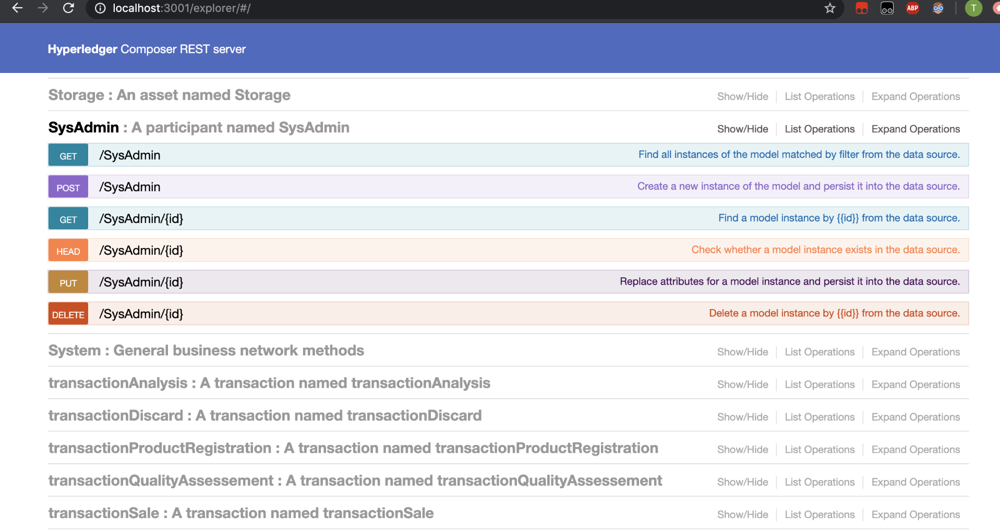 localhost:3001/explorer/#/
ABP
T
Hyperledger Composer REST server
Storage : An asset named Storage Show/Hide List Operations Expand Operations
SysAdmin : A participant named SysAdmin Show/Hide List Operations Expand Operations
GET /SysAdmin Find all instances of the model matched by filter from the data source.
POST /SysAdmin Create a new instance of the model and persist it into the data source.
GET /SysAdmin/{id} Find a model instance by {{id}} from the data source.
HEAD /SysAdmin/{id} Check whether a model instance exists in the data source.
PUT /SysAdmin/{id} Replace attributes for a model instance and persist it into the data source.
DELETE /SysAdmin/{id} Delete a model instance by {{id}} from the data source.
System : General business network methods Show/Hide List Operations Expand Operations
transactionAnalysis : A transaction named transactionAnalysis Show/Hide List Operations Expand Operations
transactionDiscard : A transaction named transactionDiscard Show/Hide List Operations Expand Operations
transactionProductRegistration : A transaction named transactionProductRegistration Show/Hide List Operations Expand Operations
transactionQualityAssessement : A transaction named transactionQualityAssessement Show/Hide List Operations Expand Operations
transactionSale : A transaction named transactionSale Show/Hide List Operations Expand Operations